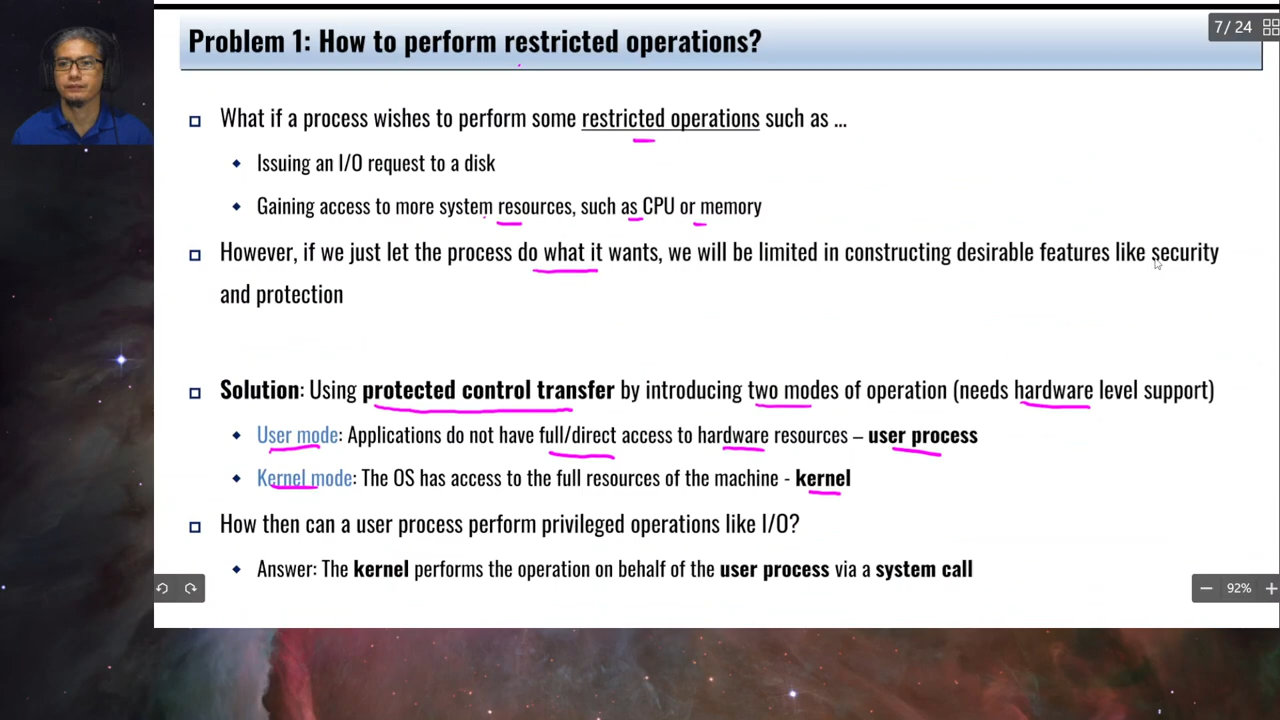 Problem 1: How to perform restricted operations?
7/ 24
What if a process wishes to perform some restricted operations such as ...
Issuing an I/O request to a disk
Gaining access to more system resources, such as CPU or memory
However, if we just let the process do what it wants, we will be limited in constructing desirable features like security
and protection
Solution: Using protected control transfer by introducing two modes of operation (needs hardware level support)
User mode: Applications do not have full/direct access to hardware resources – user process
Kernel mode: The OS has access to the full resources of the machine - kernel
How then can a user process perform privileged operations like I/O?
Answer: The kernel performs the operation on behalf of the user process via a system call
92%